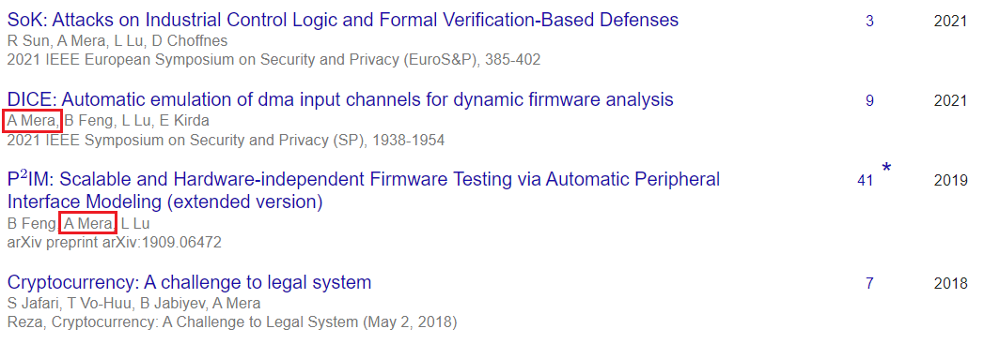 SoK: Attacks on Industrial Control Logic and Formal Verification-Based Defenses 3 2021
R Sun, A Mera, L Lu, D Choffnes
2021 IEEE European Symposium on Security and Privacy (EuroS&P), 385-402
DICE: Automatic emulation of dma input channels for dynamic firmware analysis 9 2021
A Mera, B Feng, L Lu, E Kirda
2021 IEEE Symposium on Security and Privacy (SP), 1938-1954
P²IM: Scalable and Hardware-independent Firmware Testing via Automatic Peripheral 41 * 2019
Interface Modeling (extended version)
B Feng, A Mera, L Lu
arXiv preprint arXiv:1909.06472
Cryptocurrency: A challenge to legal system 7 2018
S Jafari, T Vo-Huu, B Jabiyev, A Mera
Reza, Cryptocurrency: A Challenge to Legal System (May 2, 2018)